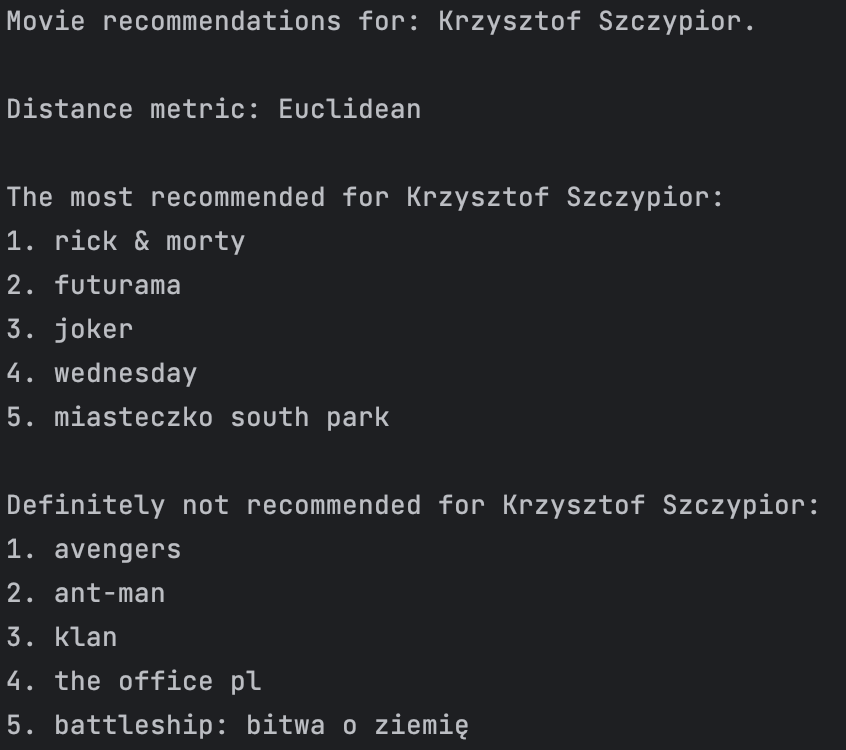 Movie recommendations for: Krzysztof Szczypior.
Distance metric: Euclidean
The most recommended for Krzysztof Szczypior:
1. rick & morty
2. futurama
3. joker
4. wednesday
5. miasteczko south park
Definitely not recommended for Krzysztof Szczypior:
1. avengers
2. ant-man
3. klan
4. the office pl
5. battleship: bitwa o ziemię